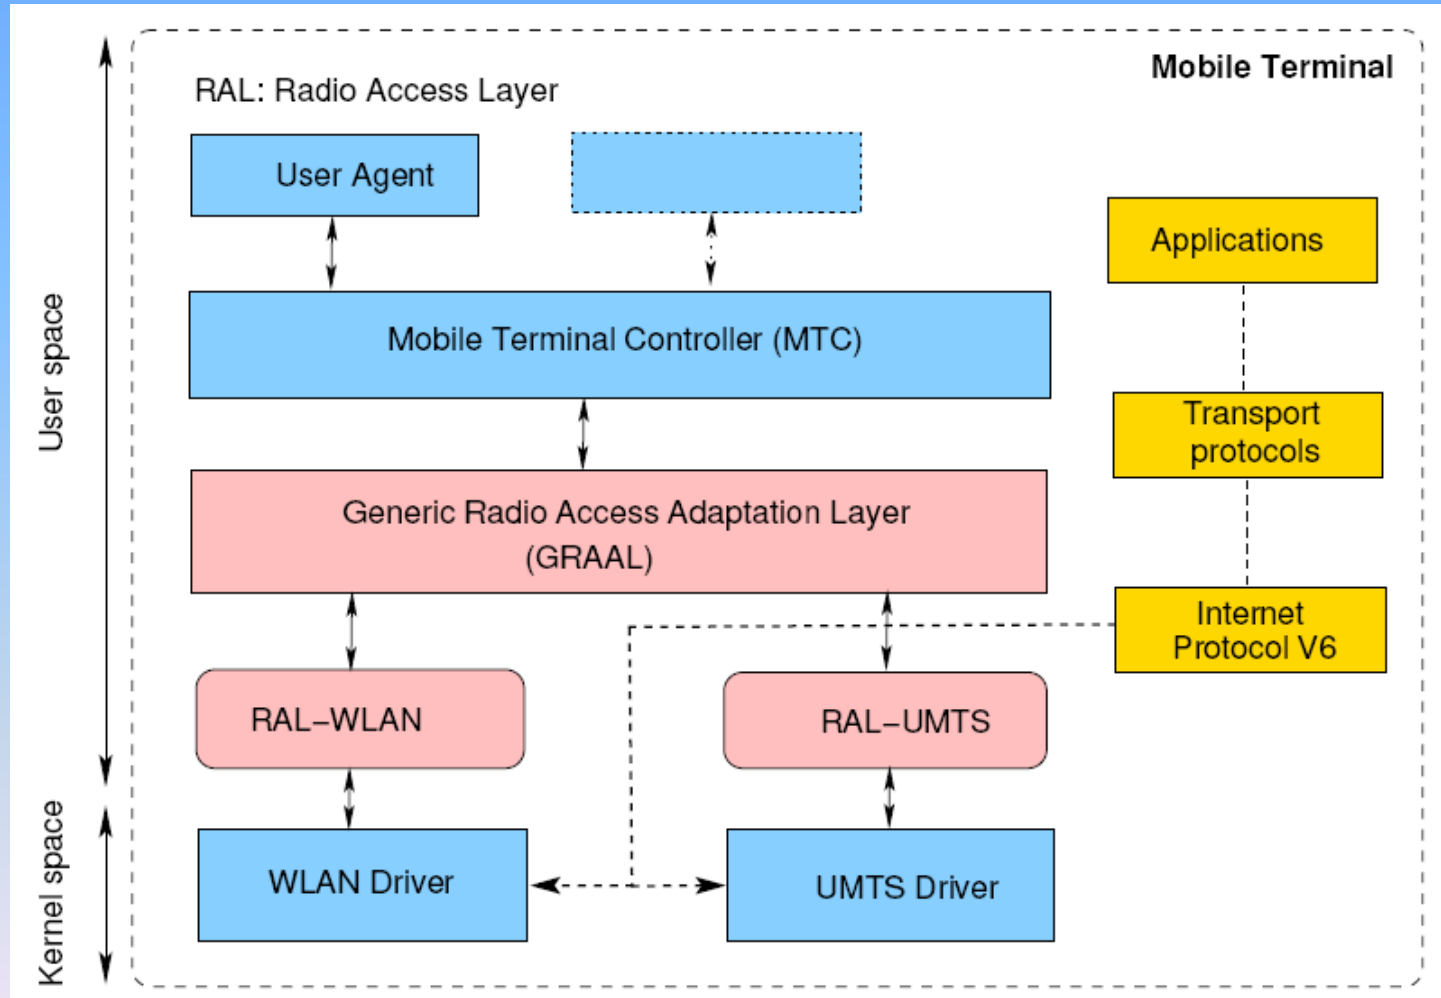 Mobile Terminal
RAL: Radio Access Layer
User Agent
Applications
Mobile Terminal Controller (MTC)
User space
Transport
protocols
Generic Radio Access Adaptation Layer
(GRAAL)
Internet
Protocol V6
RAL−WLAN
RAL−UMTS
Kernel space
WLAN Driver
UMTS Driver